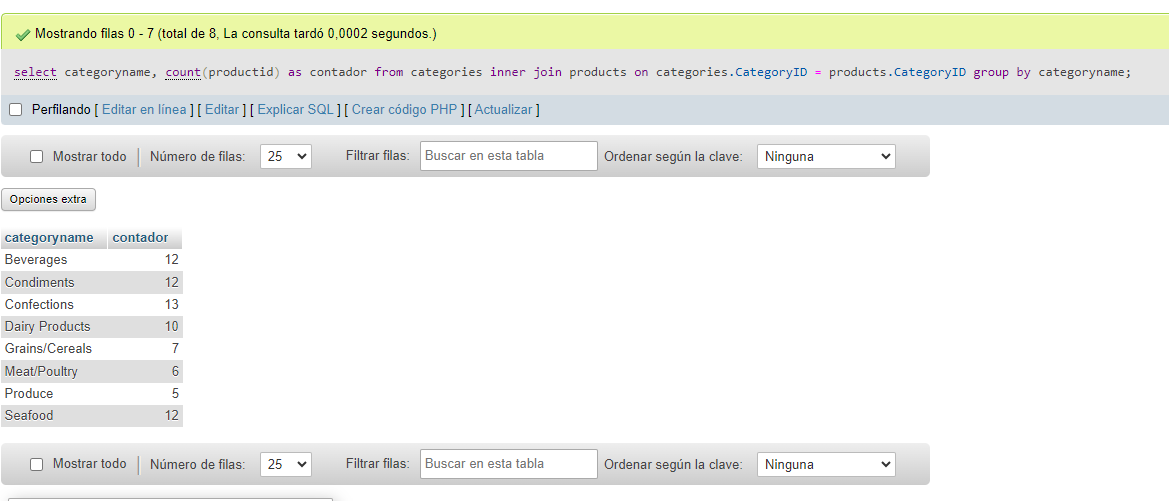 Mostrando filas 0 - 7 (total de 8, La consulta tardó 0,0002 segundos.)
select categoryname, count(productid) as contador from categories inner join products on categories.CategoryID = products.CategoryID group by categoryname;
Perfilando [ Editar en línea ] [ Editar ] [ Explicar SQL ] [ Crear código PHP ] [ Actualizar ]
Mostrar todo | Número de filas: 25 Filtrar filas: Buscar en esta tabla Ordenar según la clave: Ninguna
Opciones extra
categoryname contador
Beverages 12
Condiments 12
Confections 13
Dairy Products 10
Grains/Cereals 7
Meat/Poultry 6
Produce 5
Seafood 12
Mostrar todo | Número de filas: 25 Filtrar filas: Buscar en esta tabla Ordenar según la clave: Ninguna